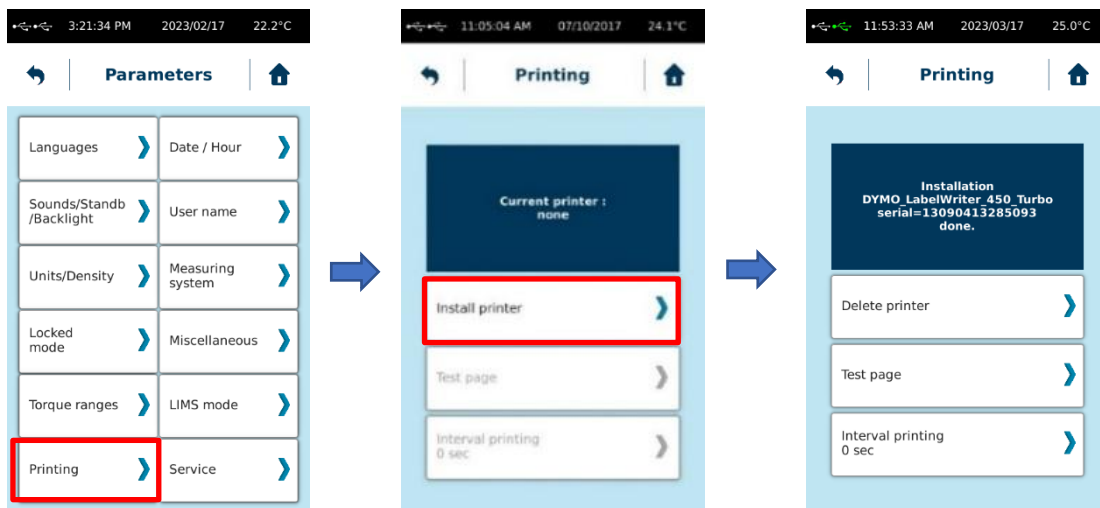 3:21:34 PM 2023/02/17 22.2°C
Parameters
Languages
Date / Hour
Sounds/Standb
/Backlight
User name
Units/Density
Measuring
system
Locked
mode
Miscellaneous
Torque ranges
LIMS mode
Printing
Service
11:05:04 AM 07/10/2017 24.1°C
Printing
Current printer :
none
Install printer
Test page
Interval printing
0 sec
11:53:33 AM 2023/03/17 25.0°C
Printing
Installation
DYMO_LabelWriter_450_Turbo
serial=13090413285093
done.
Delete printer
Test page
Interval printing
0 sec